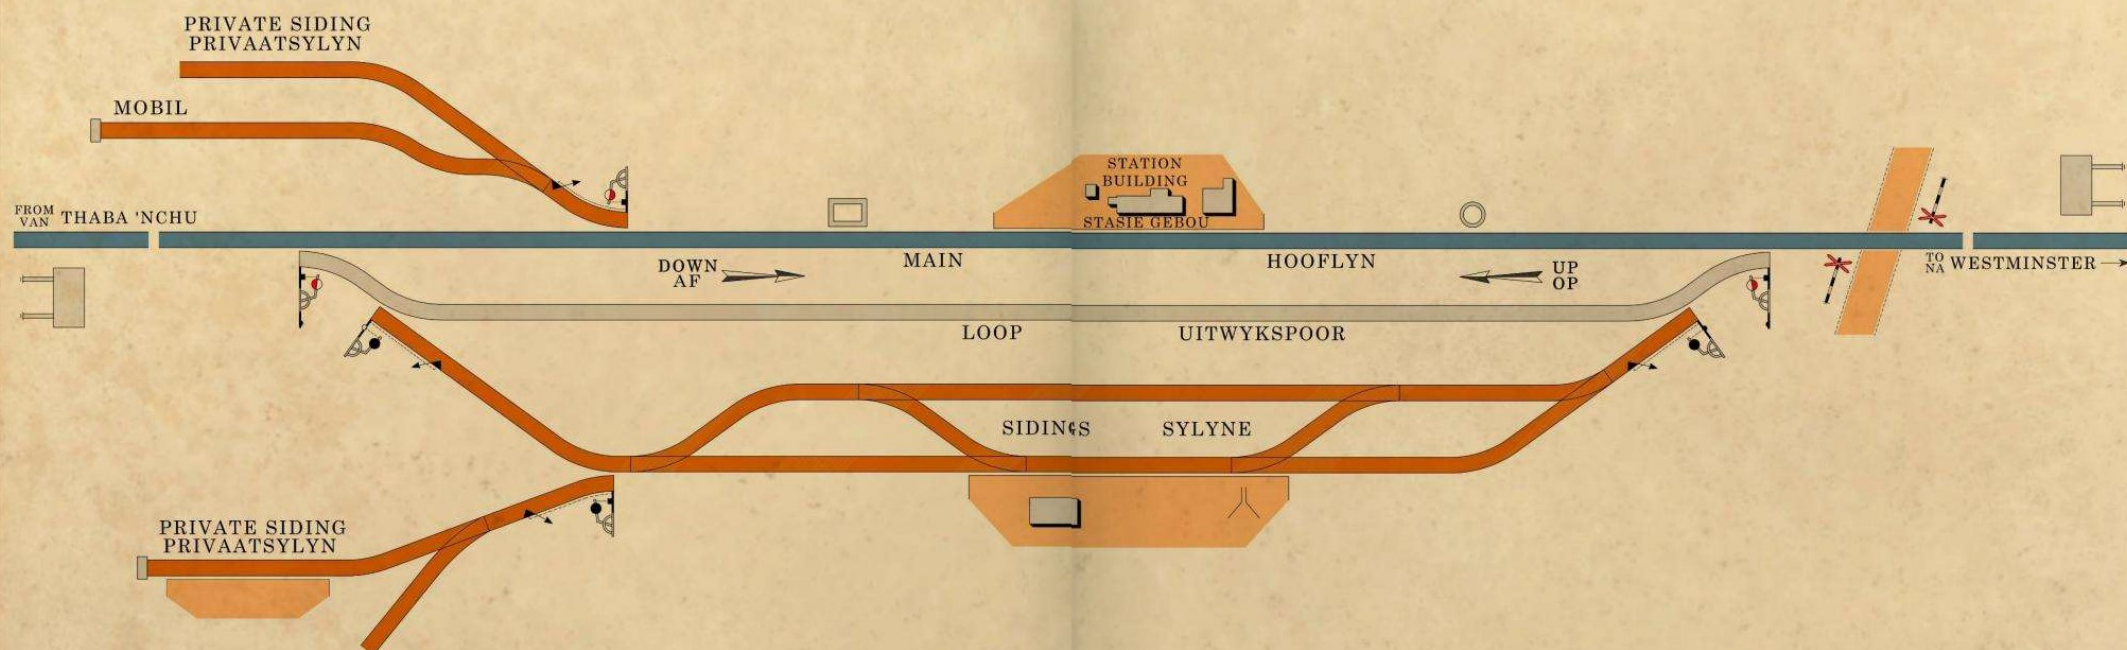 PRIVATE SIDING
PRIVAATSYLYN
MOBIL
FROM
VAN
THABA 'NCHU
STATION
BUILDING
STASIE GEBOU
DOWN
AF
MAIN
HOOFLYN
UP
OP
TO
NA
WESTMINSTER
LOOP
UITWYKSPOOR
SIDINGS
SYLYNE
PRIVATE SIDING
PRIVAATSYLYN